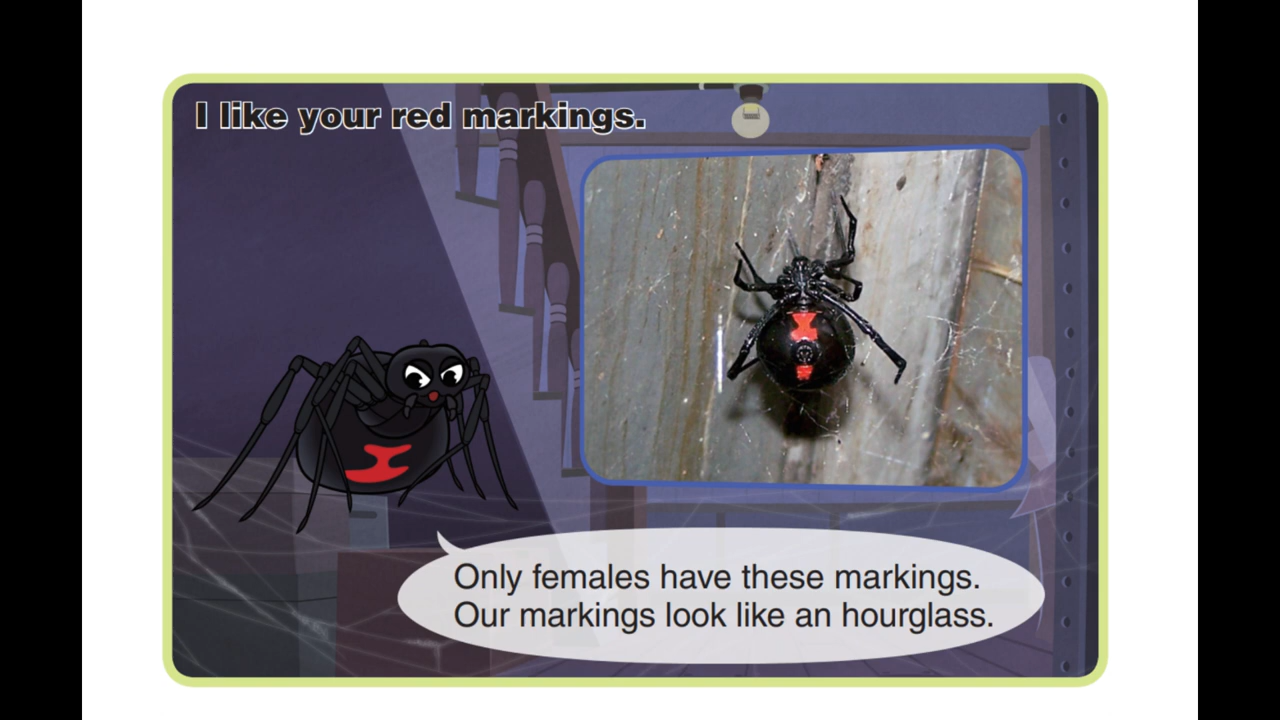 I like your red markings.
Only females have these markings.
Our markings look like an hourglass.